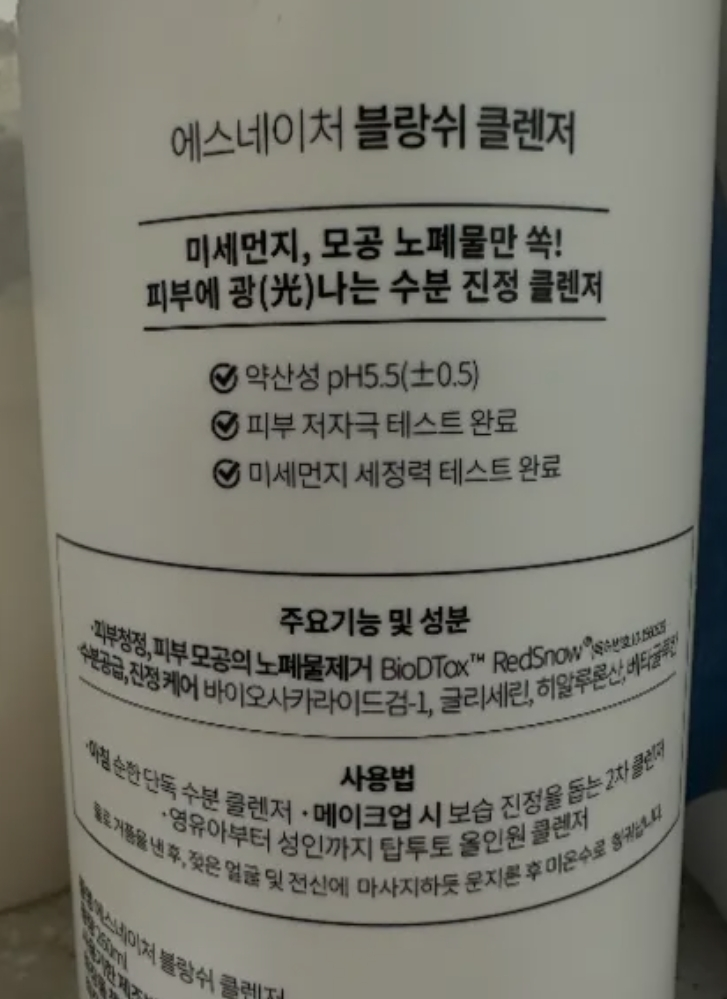 에스네이처 블랑쉬 클렌저
미세먼지, 모공 노폐물만 쏙!
피부에 광(光)나는 수분 진정 클렌저
약산성 pH5.5(±0.5)
피부 저자극 테스트 완료
미세먼지 세정력 테스트 완료
주요기능 및 성분
·피부청정, 피부 모공의 노폐물제거 BioDTox™ RedSnow®
·수분공급, 진정 케어 바이오사카라이드검-1, 글리세린, 히알루론산, 베타글루칸
사용법
·아침 순한 단독 수분 클렌저 ·메이크업 시 보습 진정을 돕는 2차 클렌저
·영유아부터 성인까지 탑투토 올인원 클렌저
물로 거품을 낸 후, 젖은 얼굴 및 전신에 마사지하듯 문지른 후 미온수로 헹궈냅니다.
에스네이처 블랑쉬 클렌저
260ml